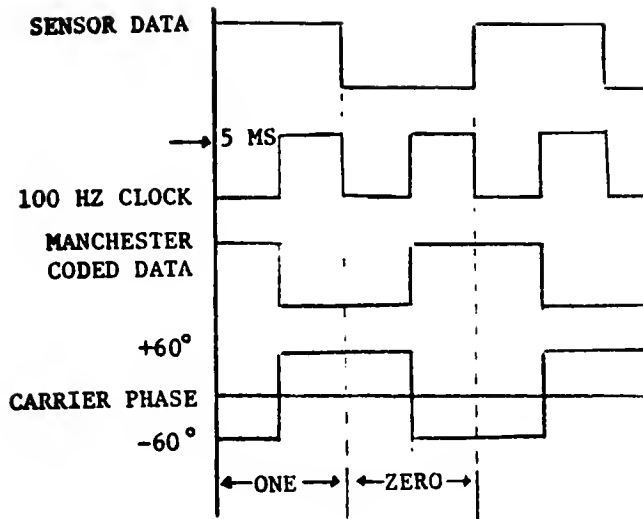 SENSOR DATA
5 MS
100 HZ CLOCK
MANCHESTER
CODED DATA
+60°
CARRIER PHASE
-60°
ONE
ZERO